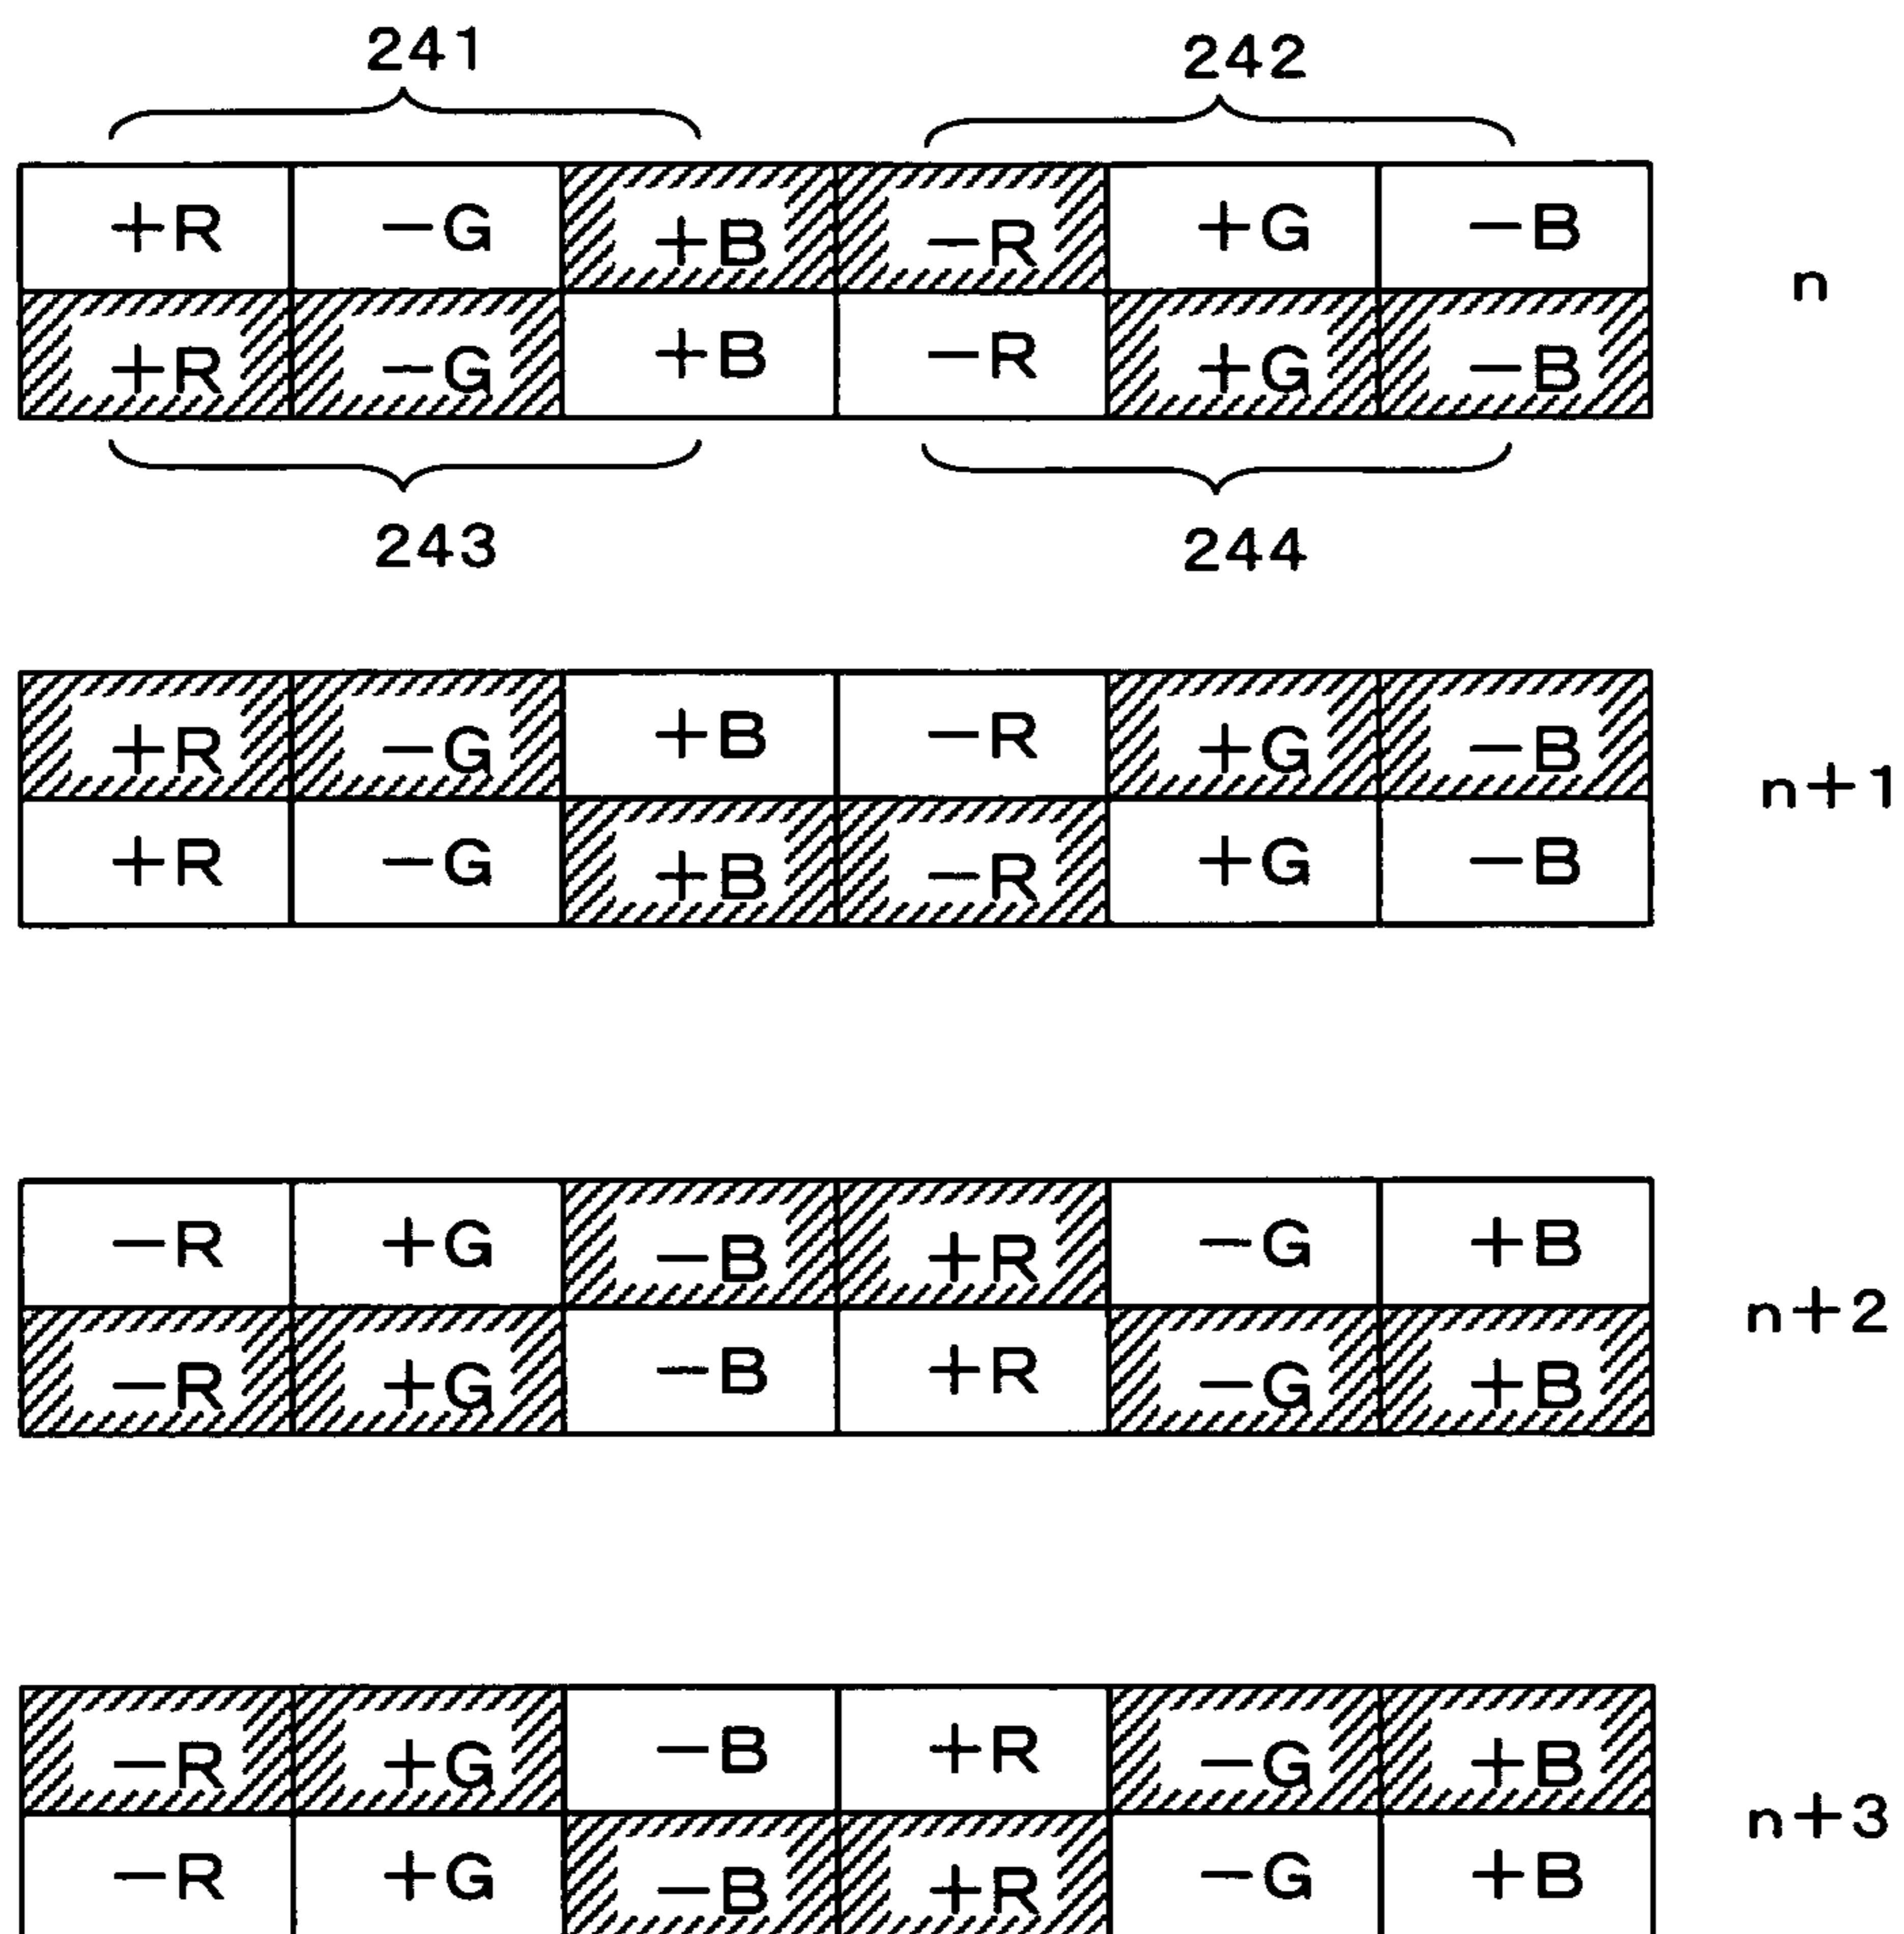 241 242
+R −G +B −R +G −B
n
+R −G +B −R +G −B
243 244
+R −G +B −R +G −B
n+1
+R −G +B −R +G −B
−R +G −B +R −G +B
n+2
−R +G −B +R −G +B
−R +G −B +R −G +B
n+3
−R +G −B +R −G +B